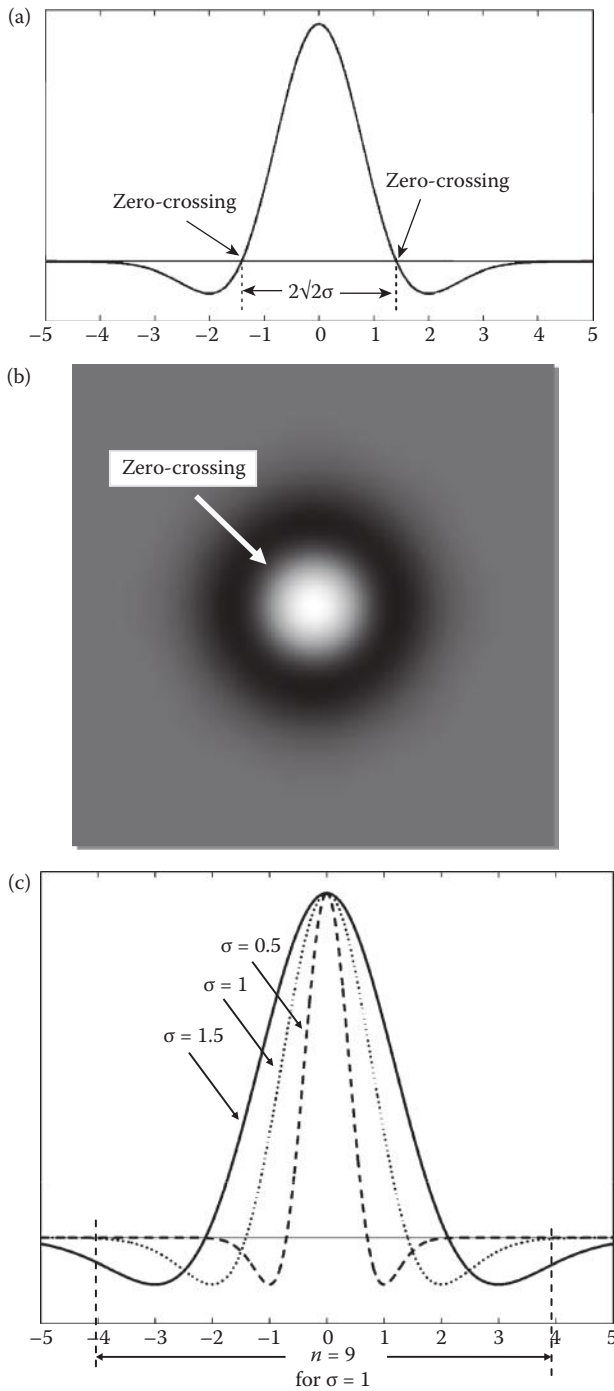 (a)
Zero-crossing
Zero-crossing
2√2σ
−5 −4 −3 −2 −1 0 1 2 3 4 5
(b)
Zero-crossing
(c)
σ = 0.5
σ = 1
σ = 1.5
−5 −4 −3 −2 −1 0 1 2 3 4 5
n = 9
for σ = 1